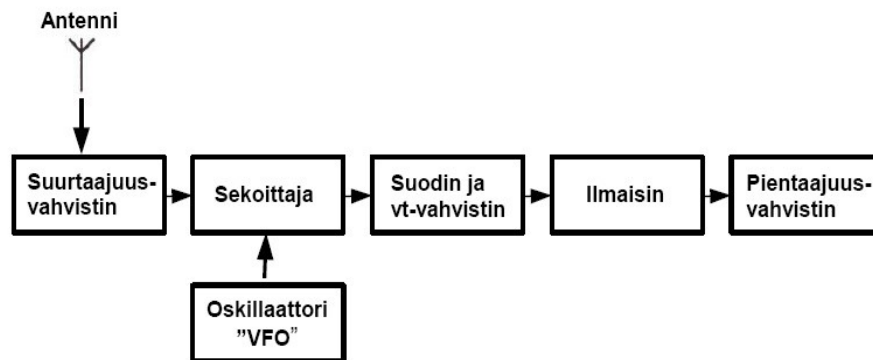 Antenni
Suurtaajuus-
vahvistin
Sekoittaja
Suodin ja
vt-vahvistin
Ilmaisin
Pientaajuus-
vahvistin
Oskillaattori
”VFO”